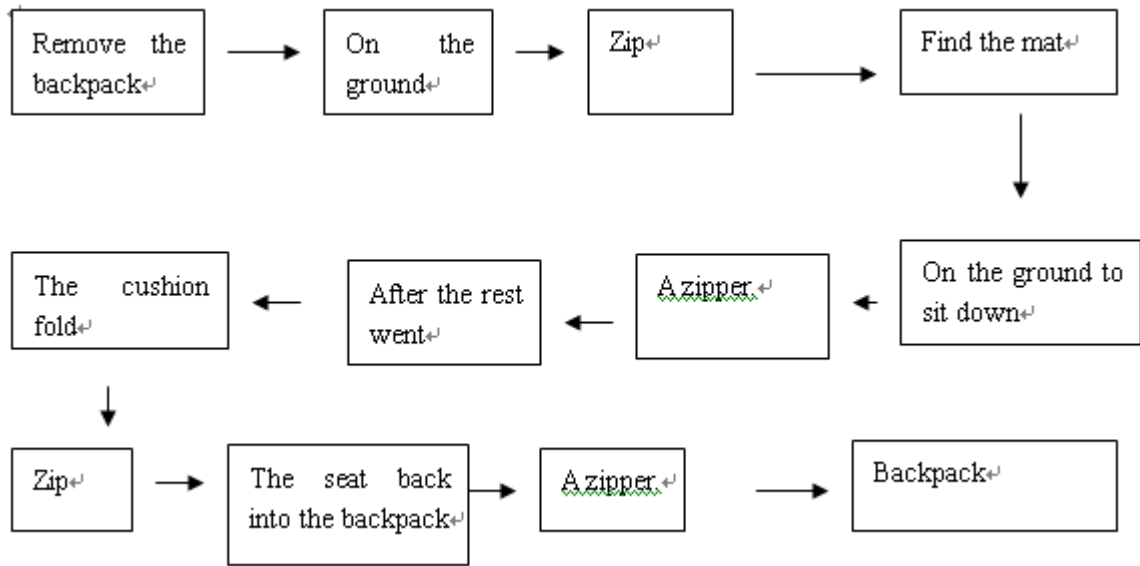 Remove the
backpack
On the
ground
Zip
Find the mat
On the ground to
sit down
A zipper.
After the rest
went
The cushion
fold
Zip
The seat back
into the backpack
A zipper.
Backpack